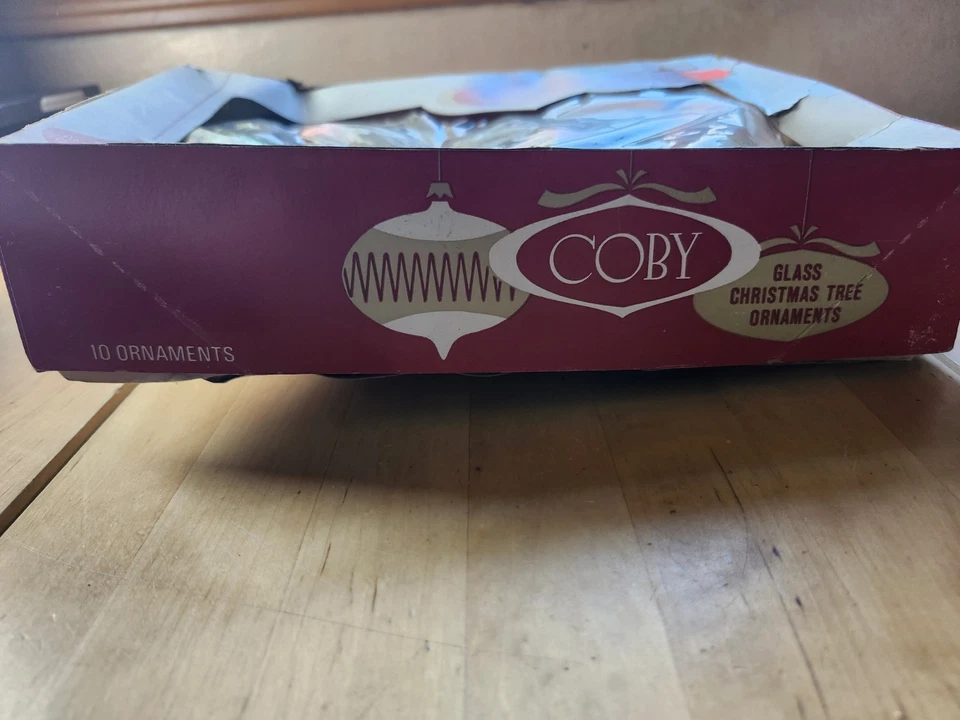 COBY
GLASS
CHRISTMAS TREE
ORNAMENTS
10 ORNAMENTS